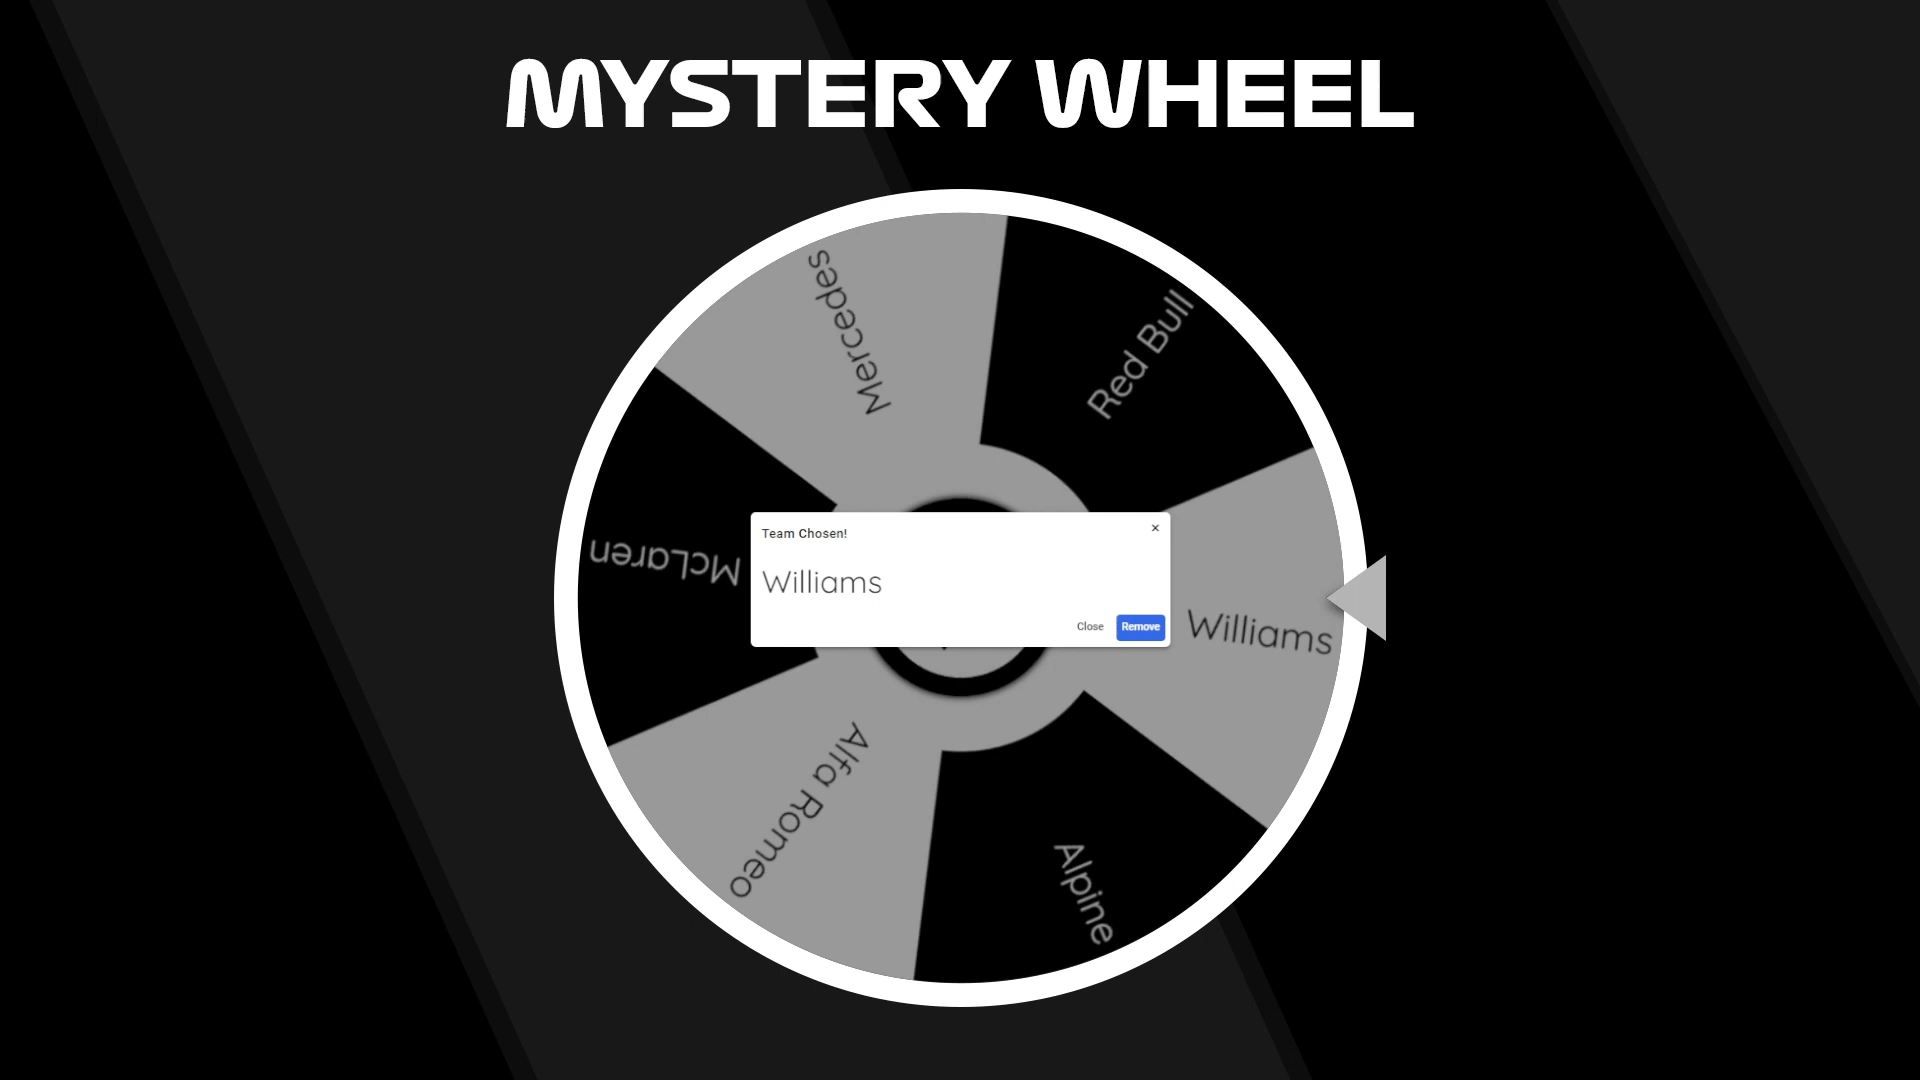 MYSTERY WHEEL
Mercedes
Red Bull
McLaren
Team Chosen!
×
Williams
Close
Remove
Williams
Alfa Romeo
Alpine